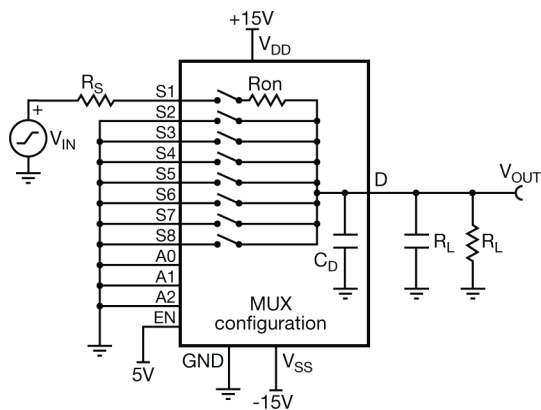 +15V
VDD
RS
S1
Ron
+
VIN
S2
S3
S4
S5
S6
S7
S8
A0
A1
A2
EN
5V
D
VOUT
CD
RL
RL
MUX
configuration
GND
VSS
-15V